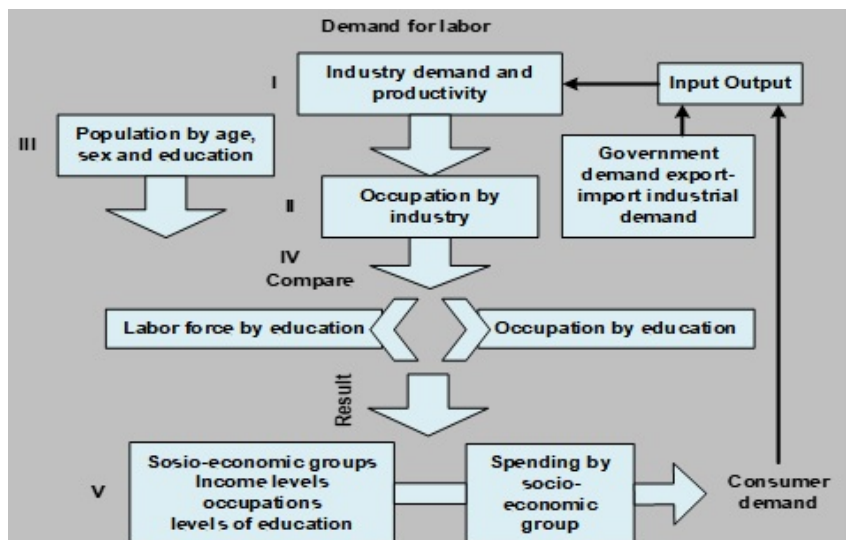 Demand for labor
I
Industry demand and
productivity
Input Output
III
Population by age,
sex and education
Government
demand export-
import industrial
demand
II
Occupation by
industry
IV
Compare
Labor force by education
Occupation by education
Result
V
Sosio-economic groups
Income levels
occupations
levels of education
Spending by
socio-
economic
group
Consumer
demand